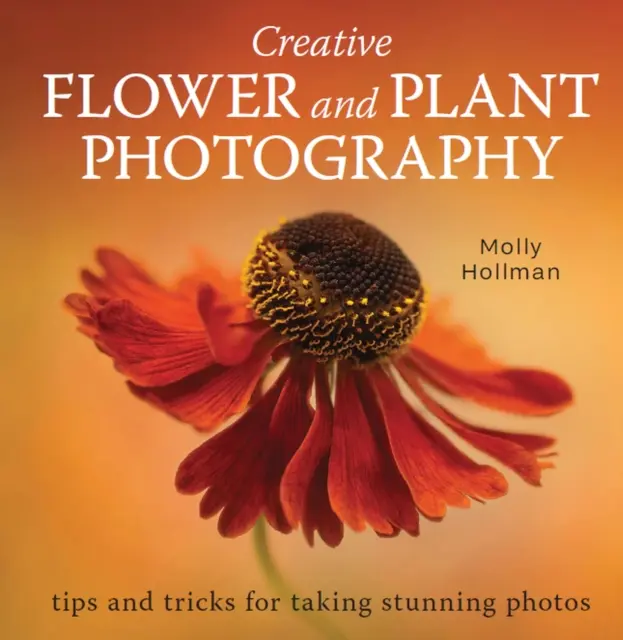 Creative
FLOWER and PLANT
PHOTOGRAPHY
Molly
Hollman
tips and tricks for taking stunning photos